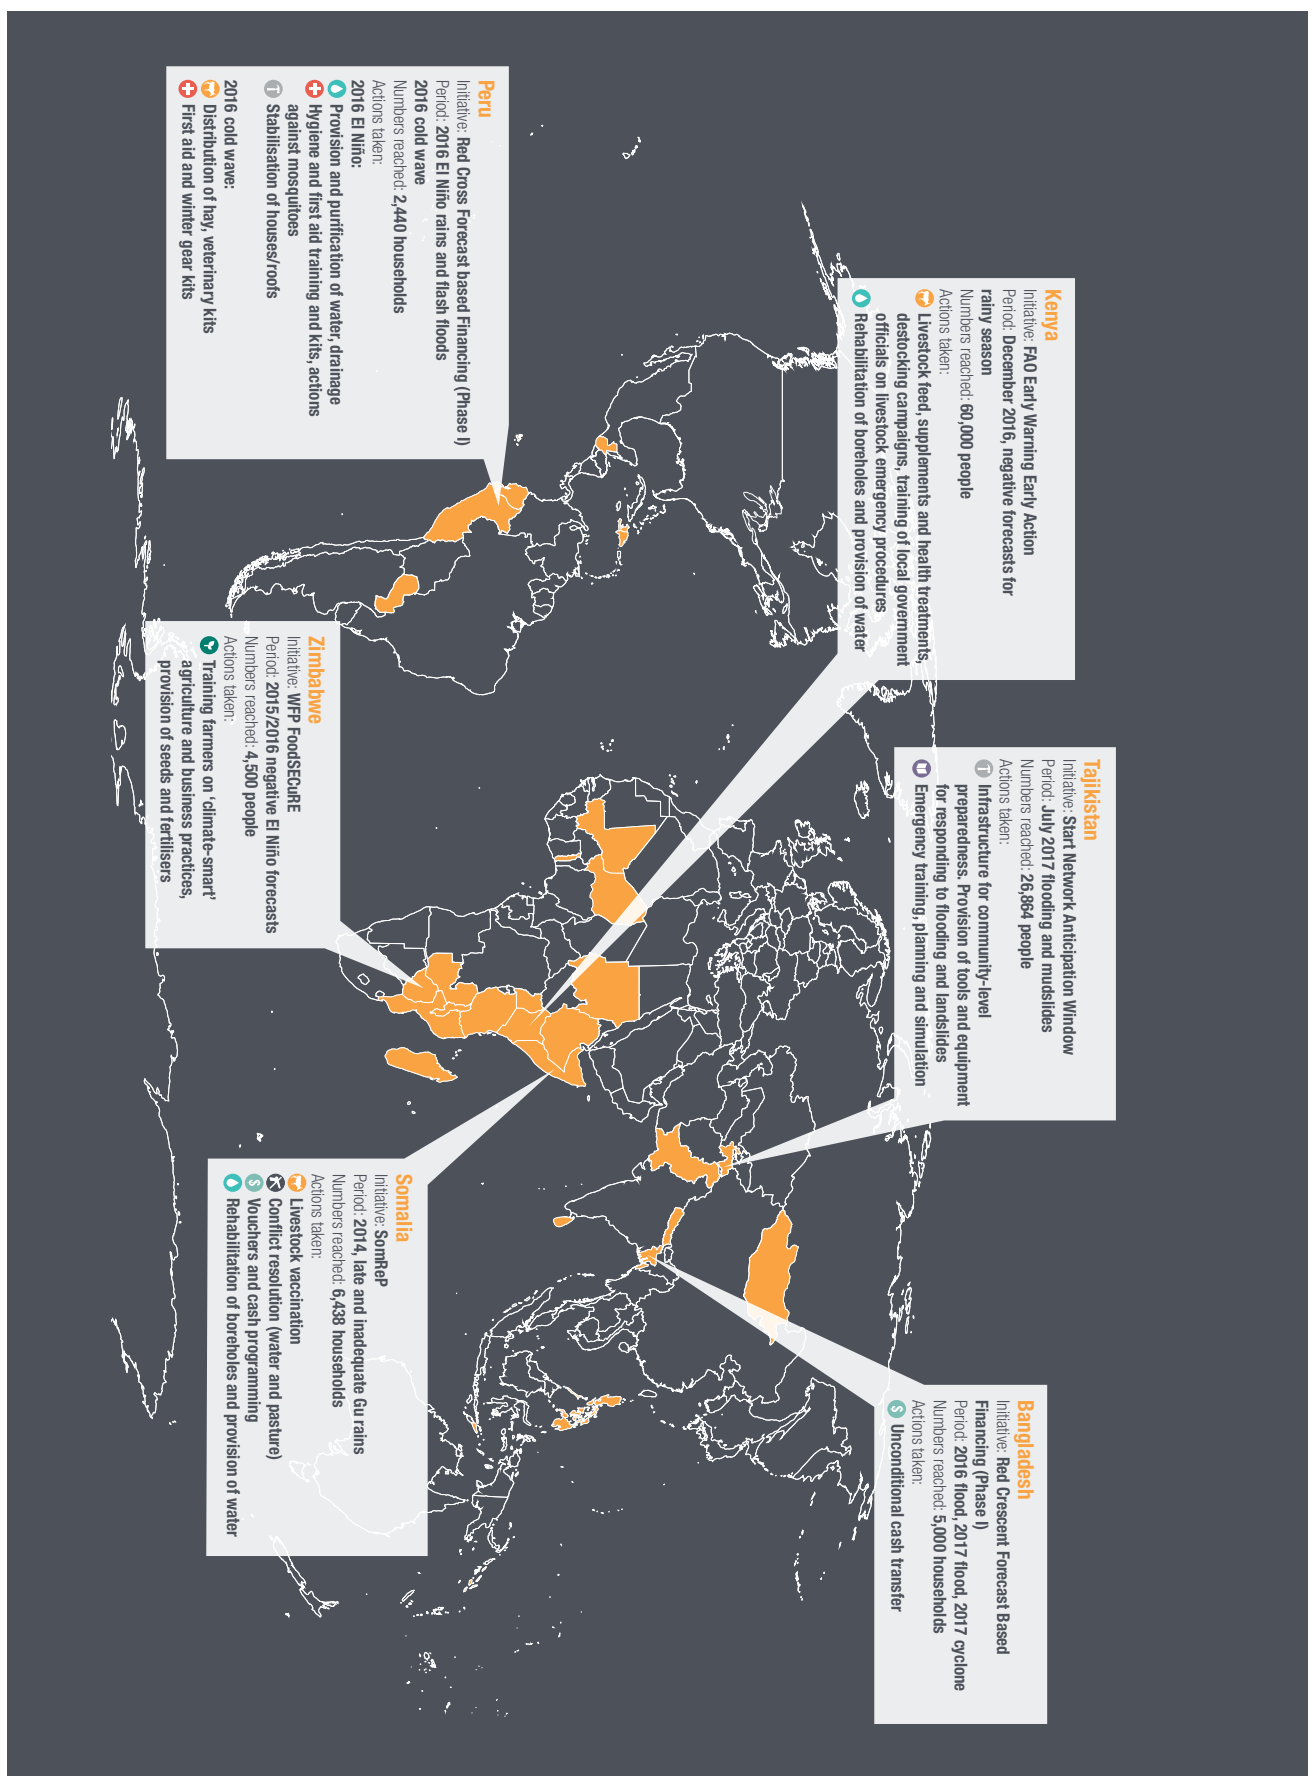 Kenya
Initiative: FAO Early Warning Early Action
Period: December 2016, negative forecasts for
rainy season
Numbers reached: 60,000 people
Actions taken:
Livestock feed, supplements and health treatments,
destocking campaigns, training of local government
officials on livestock emergency procedures
Rehabilitation of boreholes and provision of water
Tajikistan
Initiative: Start Network Anticipation Window
Period: July 2017 flooding and mudslides
Numbers reached: 26,864 people
Actions taken:
Infrastructure for community-level
preparedness. Provision of tools and equipment
for responding to flooding and landslides
Emergency training, planning and simulation
Bangladesh
Initiative: Red Crescent Forecast Based
Financing (Phase I)
Period: 2016 flood, 2017 flood, 2017 cyclone
Numbers reached: 5,000 households
Actions taken:
Unconditional cash transfer
Peru
Initiative: Red Cross Forecast based Financing (Phase I)
Period: 2016 El Niño rains and flash floods
2016 cold wave
Numbers reached: 2,440 households
Actions taken:
2016 El Niño:
Provision and purification of water, drainage
Hygiene and first aid training and kits, actions
against mosquitoes
Stabilisation of houses/roofs
2016 cold wave:
Distribution of hay, veterinary kits
First aid and winter gear kits
Zimbabwe
Initiative: WFP FoodSECuRE
Period: 2015/2016 negative El Niño forecasts
Numbers reached: 4,500 people
Actions taken:
Training farmers on ‘climate-smart’
agriculture and business practices,
provision of seeds and fertilisers
Somalia
Initiative: SomReP
Period: 2014, late and inadequate Gu rains
Numbers reached: 6,438 households
Actions taken:
Livestock vaccination
Conflict resolution (water and pasture)
Vouchers and cash programming
Rehabilitation of boreholes and provision of water